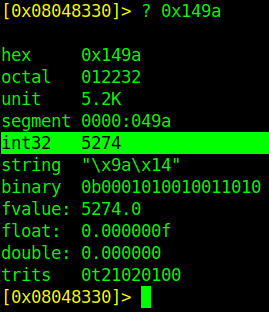 [0x08048330]> ? 0x149a
hex 0x149a
octal 012232
unit 5.2K
segment 0000:049a
int32 5274
string "\x9a\x14"
binary 0b0001010010011010
fvalue: 5274.0
float: 0.000000f
double: 0.000000
trits 0t21020100
[0x08048330]>